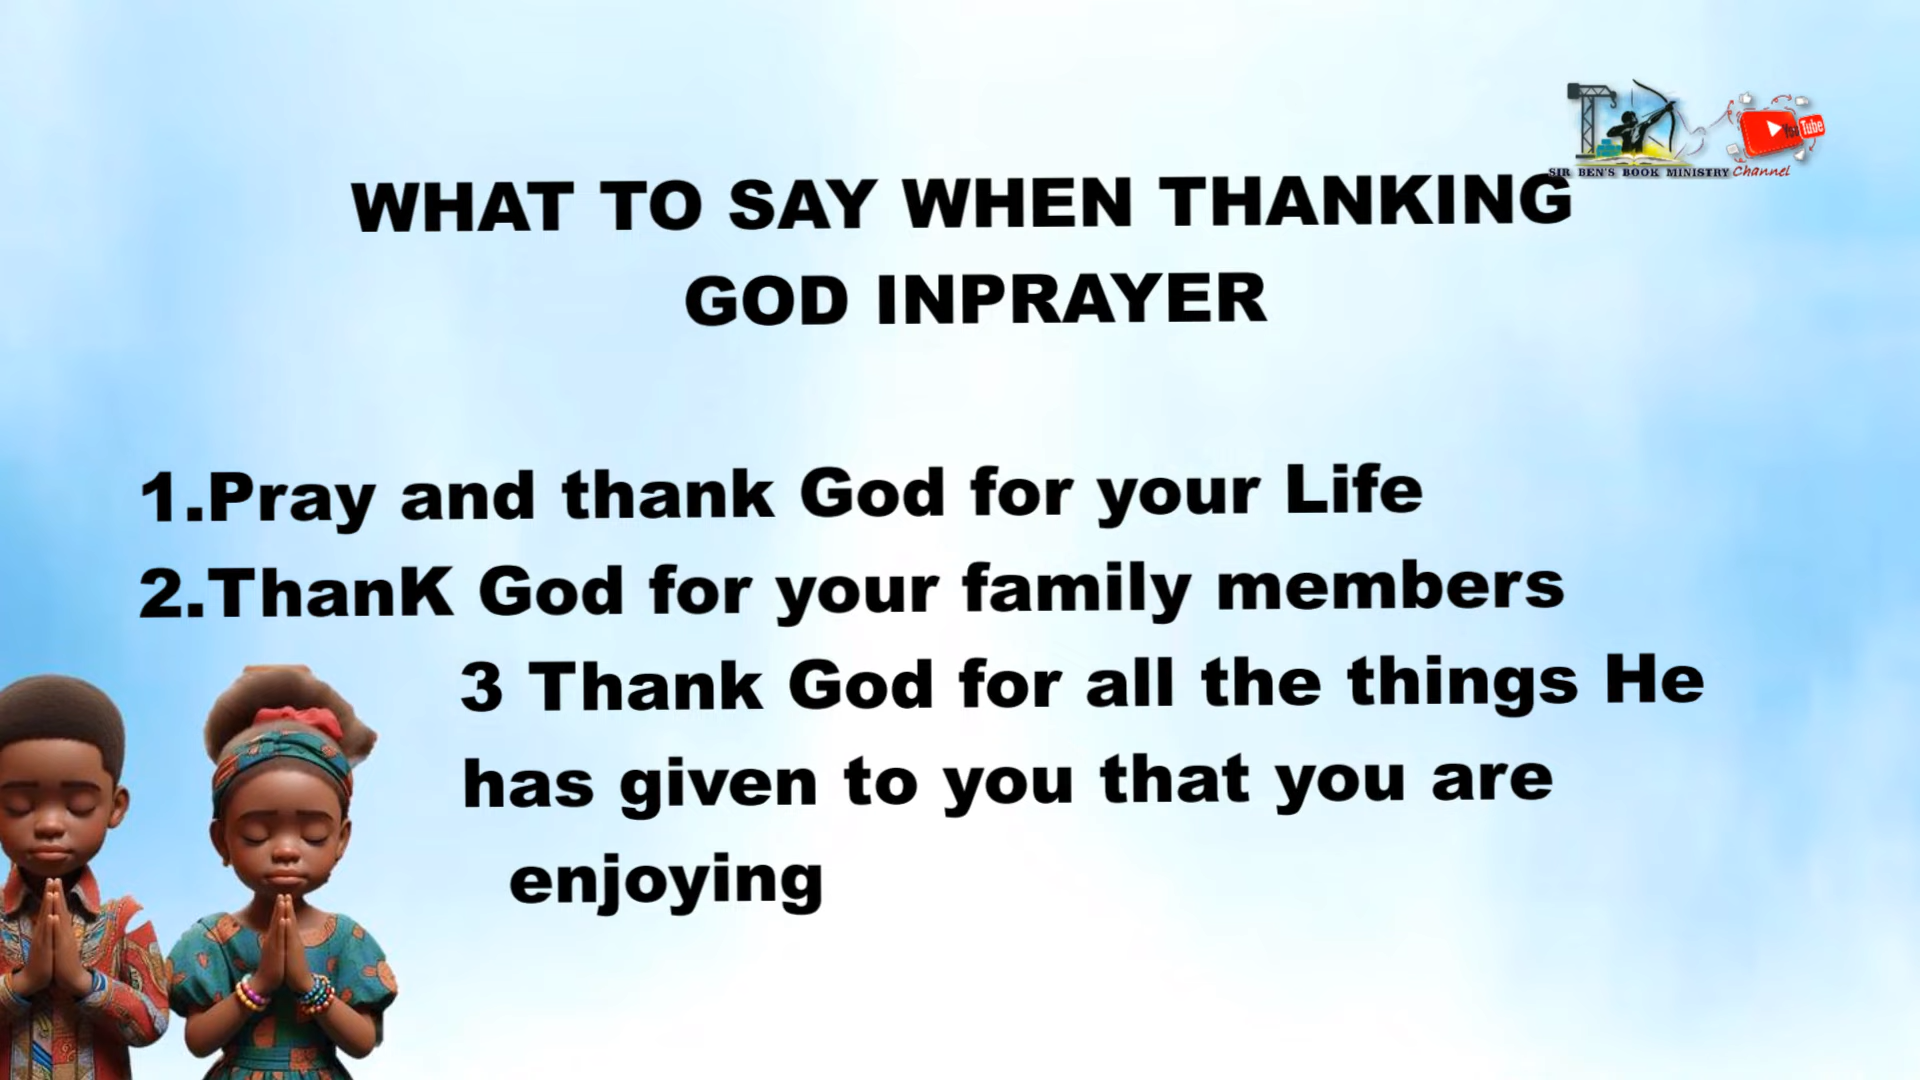 SIR BEN'S BOOK MINISTRY Channel
YouTube
WHAT TO SAY WHEN THANKING
GOD INPRAYER
1.Pray and thank God for your Life
2.ThanK God for your family members
3 Thank God for all the things He
has given to you that you are
enjoying